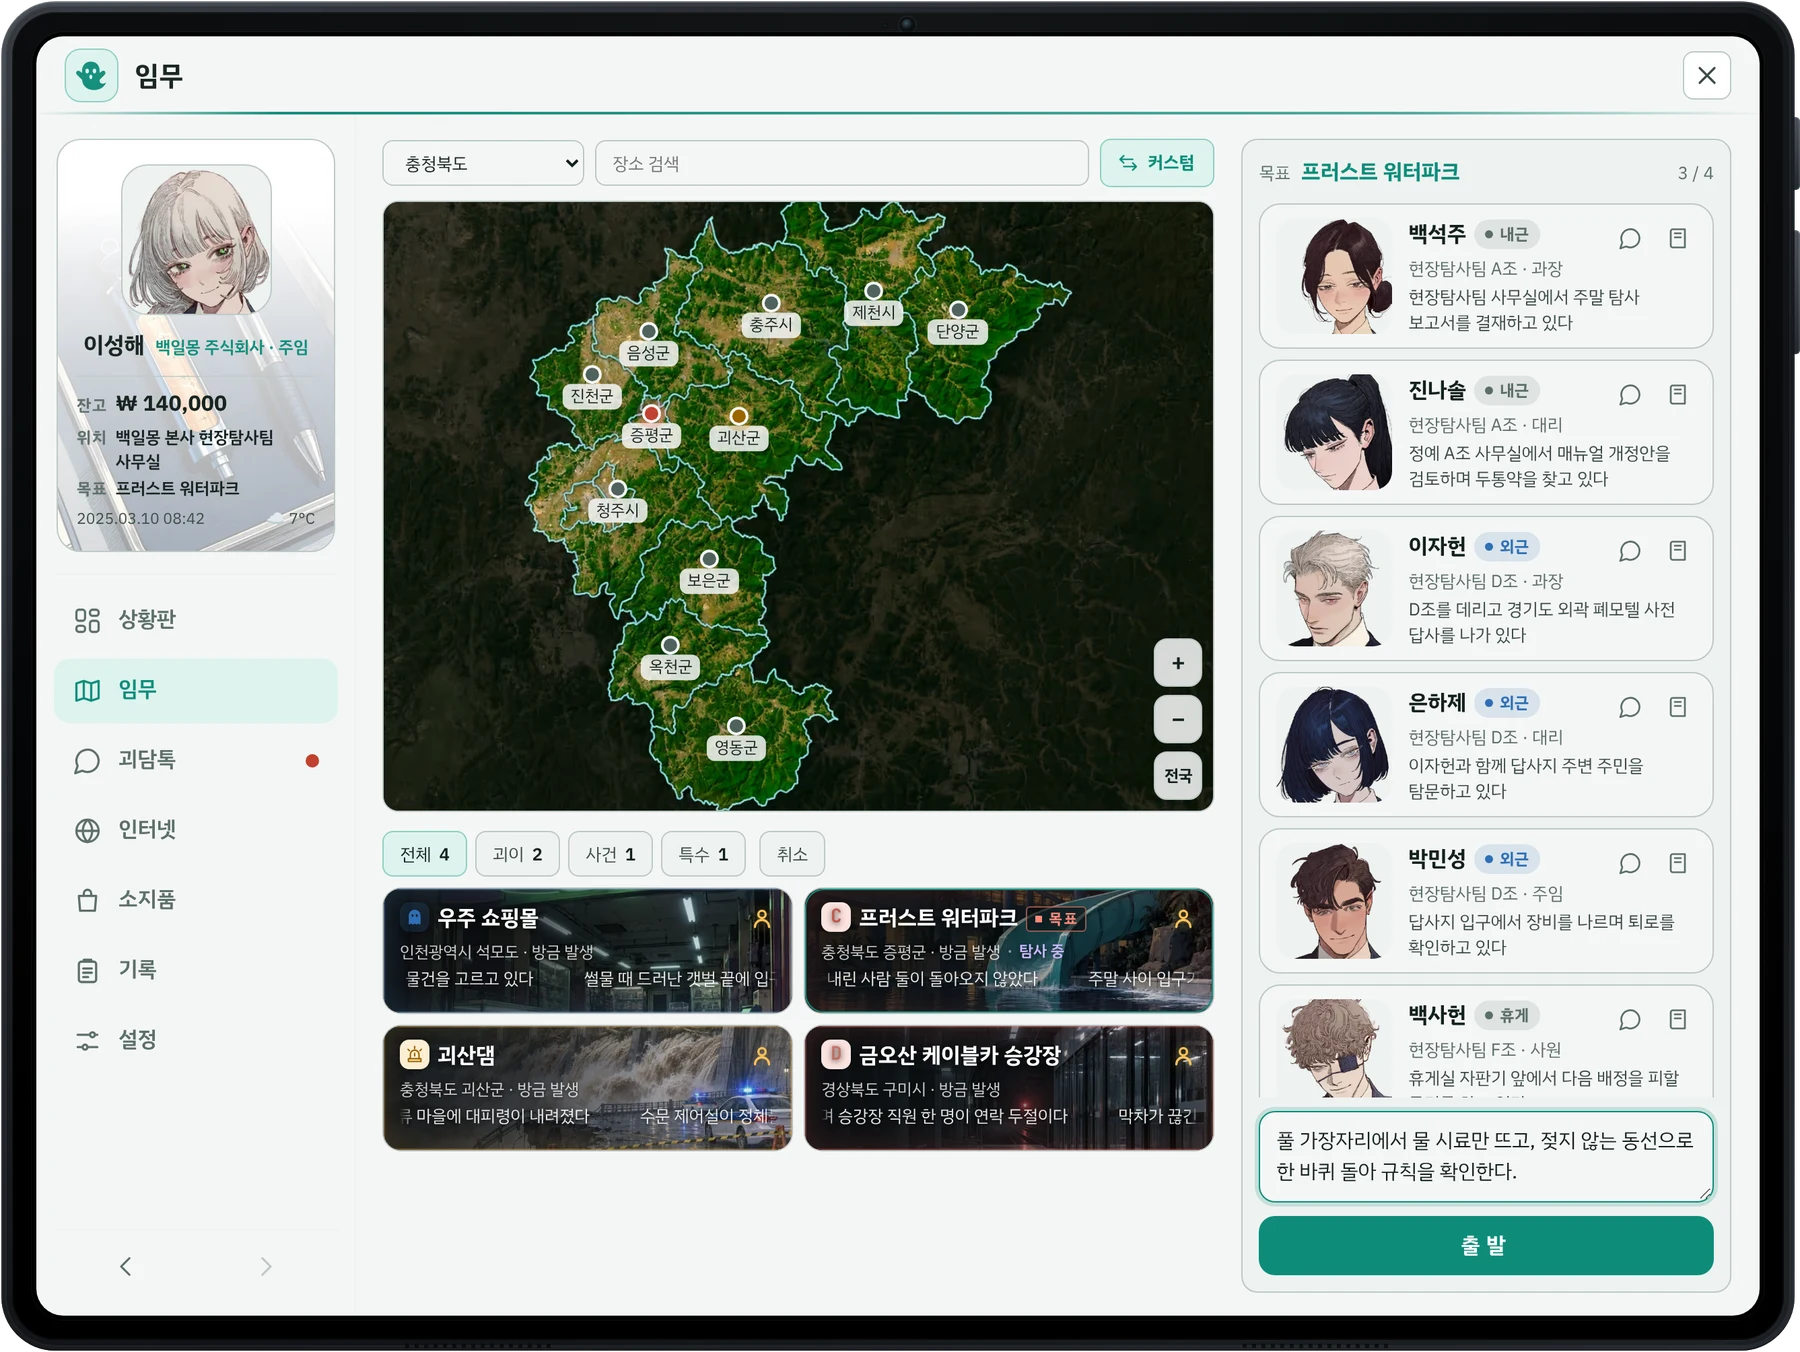 임무
이성해 백일몽 주식회사 · 주임
잔고 ₩ 140,000
위치 백일몽 본사 현장탐사팀
사무실
목표 프러스트 워터파크
2025.03.10 08:42 7°C
상황판
임무
괴담톡
인터넷
소지품
기록
설정
충청북도
장소 검색
커스텀
제천시
충주시
단양군
음성군
진천군
증평군
괴산군
청주시
보은군
옥천군
영동군
+
−
전국
전체 4
괴이 2
사건 1
특수 1
취소
우주 쇼핑몰
인천광역시 석모도 · 방금 발생
물건을 고르고 있다 썰물 때 드러난 갯벌 끝에 입
C 프러스트 워터파크 목표
충청북도 증평군 · 방금 발생 · 탐사 중
내린 사람 둘이 돌아오지 않았다 주말 사이 입구
괴산댐
충청북도 괴산군 · 방금 발생
류 마을에 대피령이 내려졌다 수문 제어실이 정체
D 금오산 케이블카 승강장
경상북도 구미시 · 방금 발생
승강장 직원 한 명이 연락 두절이다 막차가 끊긴
목표 프러스트 워터파크 3 / 4
백석주 내근
현장탐사팀 A조 · 과장
현장탐사팀 사무실에서 주말 탐사
보고서를 결재하고 있다
진나솔 내근
현장탐사팀 A조 · 대리
정예 A조 사무실에서 매뉴얼 개정안을
검토하며 두통약을 찾고 있다
이자헌 외근
현장탐사팀 D조 · 과장
D조를 데리고 경기도 외곽 폐모텔 사전
답사를 나가 있다
은하제 외근
현장탐사팀 D조 · 대리
이자헌과 함께 답사지 주변 주민을
탐문하고 있다
박민성 외근
현장탐사팀 D조 · 주임
답사지 입구에서 장비를 나르며 퇴로를
확인하고 있다
백사헌 휴게
현장탐사팀 F조 · 사원
휴게실 자판기 앞에서 다음 배정을 피할
풀 가장자리에서 물 시료만 뜨고, 젖지 않는 동선으로
한 바퀴 돌아 규칙을 확인한다.
출 발